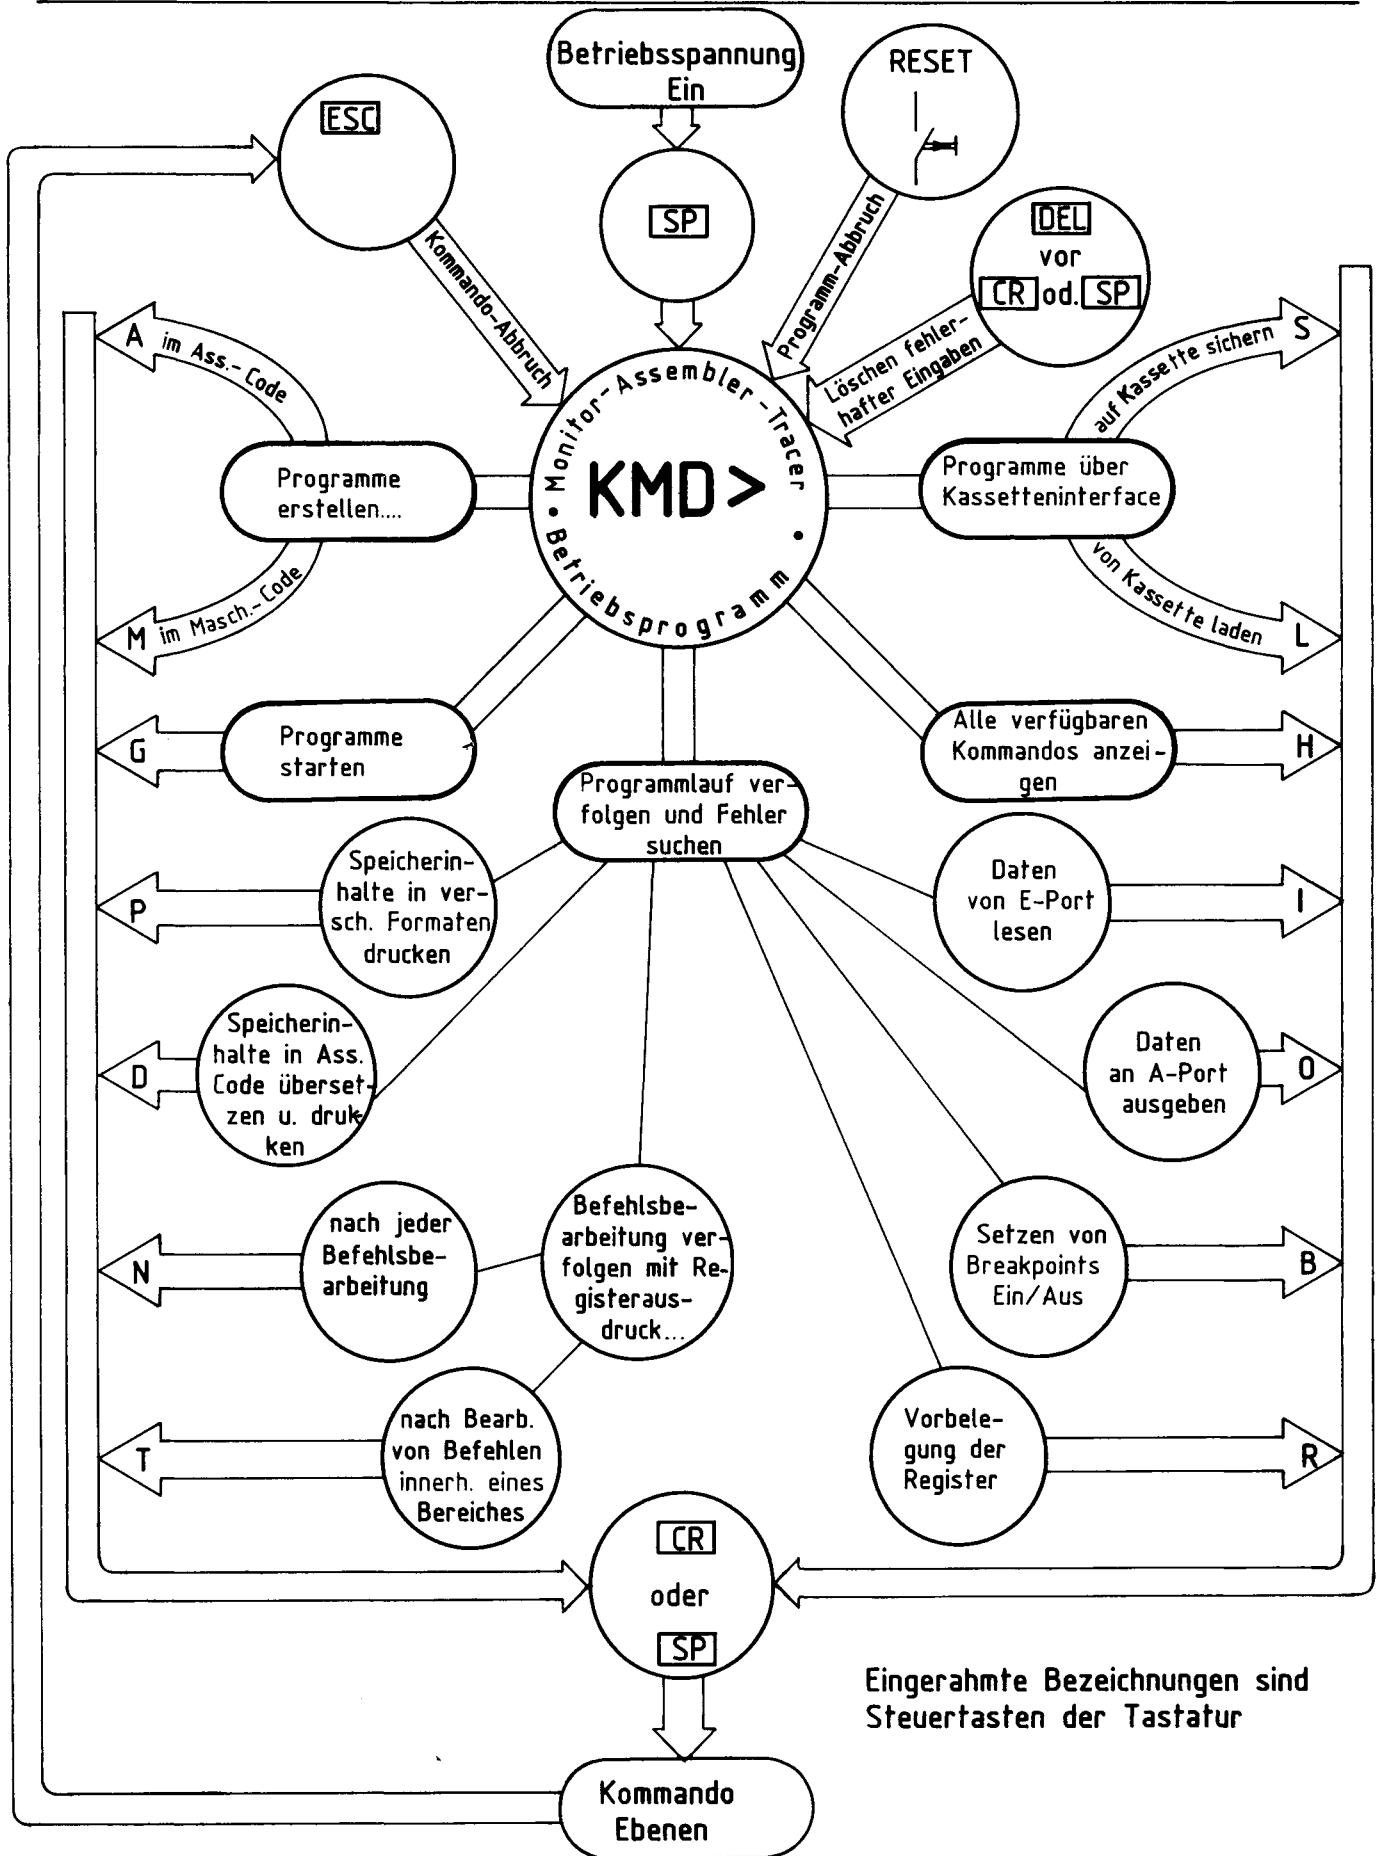 Betriebsspannung
Ein
RESET
ESC
SP
DEL
vor
CR od. SP
Kommando-Abbruch
Programm-Abbruch
Löschen fehler-
hafter Eingaben
A im Ass.-Code
auf Kassette sichern S
Monitor-Assembler-Tracer
KMD >
• Betriebsprogramm •
Programme
erstellen....
Programme über
Kassetteninterface
M im Masch.-Code
von Kassette laden L
G
Programme
starten
Alle verfügbaren
Kommandos anzei-
gen
H
Programmlauf ver-
folgen und Fehler
suchen
P
Speicherin-
halte in ver-
sch. Formaten
drucken
Daten
von E-Port
lesen
I
D
Speicherin-
halte in Ass.
Code überset-
zen u. druk-
ken
Daten
an A-Port
ausgeben
O
N
nach jeder
Befehlsbe-
arbeitung
Befehlsbe-
arbeitung ver-
folgen mit Re-
gisteraus-
druck...
Setzen von
Breakpoints
Ein/Aus
B
T
nach Bearb.
von Befehlen
innerh. eines
Bereiches
Vorbele-
gung der
Register
R
CR
oder
SP
Eingerahmte Bezeichnungen sind
Steuertasten der Tastatur
Kommando
Ebenen